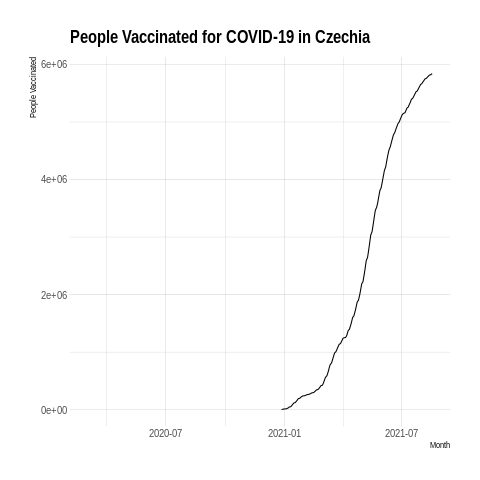 People Vaccinated for COVID-19 in Czechia
People Vaccinated
6e+06
4e+06
2e+06
0e+00
2020-07
2021-01
2021-07
Month